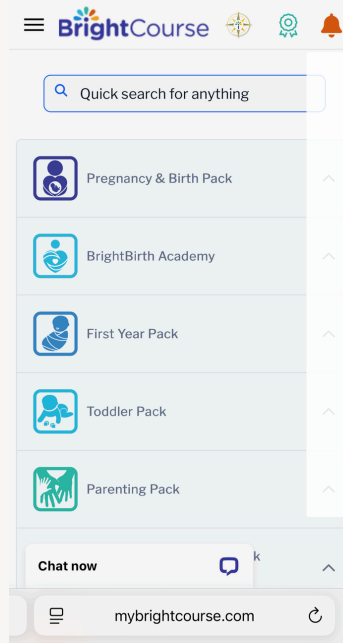 BrightCourse
Quick search for anything
Pregnancy & Birth Pack
BrightBirth Academy
First Year Pack
Toddler Pack
Parenting Pack
k
Chat now
mybrightcourse.com